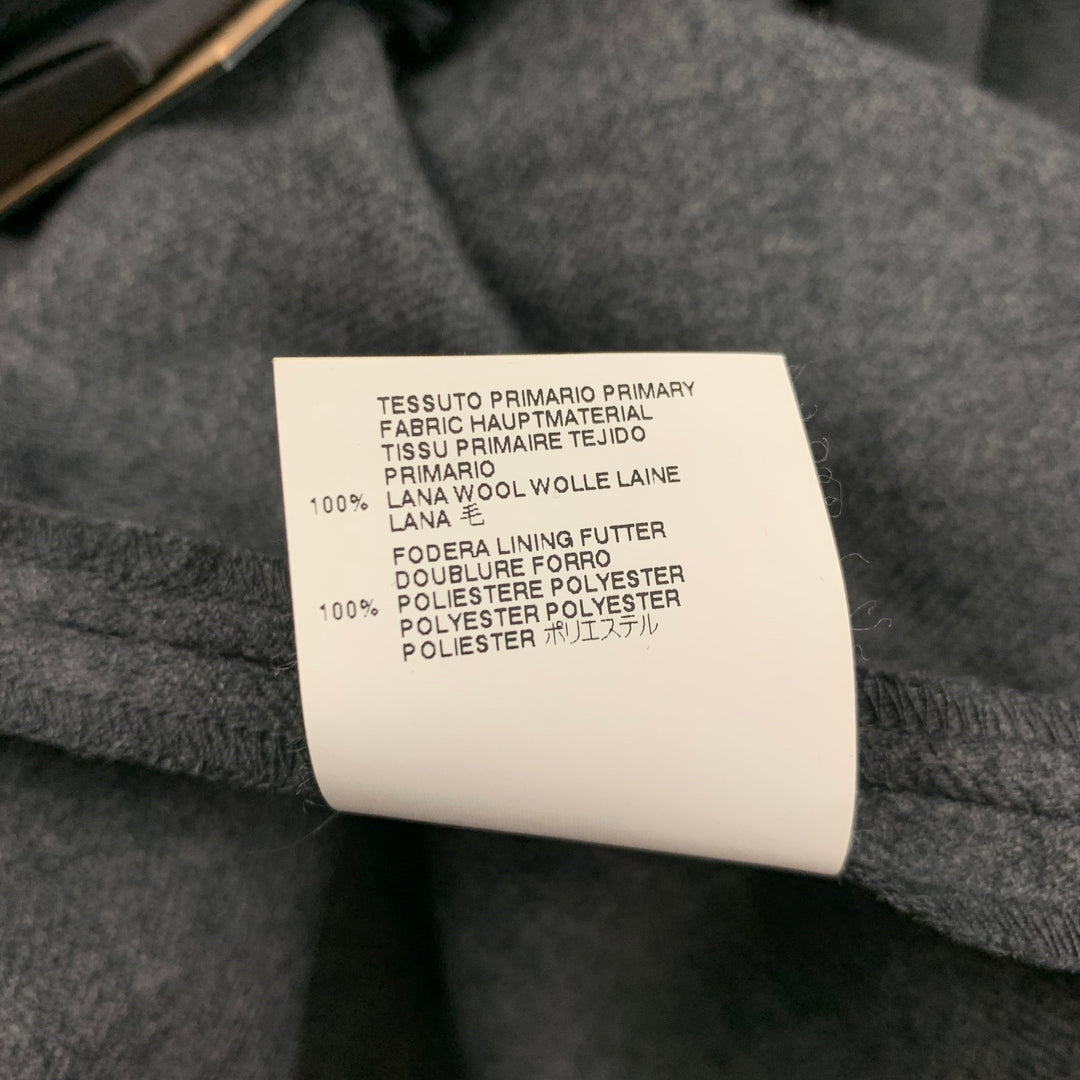 TESSUTO PRIMARIO PRIMARY
FABRIC HAUPTMATERIAL
TISSU PRIMAIRE TEJIDO
PRIMARIO
100% LANA WOOL WOLLE LAINE
LANA 毛
FODERA LINING FUTTER
DOUBLURE FORRO
100% POLIESTERE POLYESTER
POLYESTER POLYESTER
POLIESTER ポリエステル